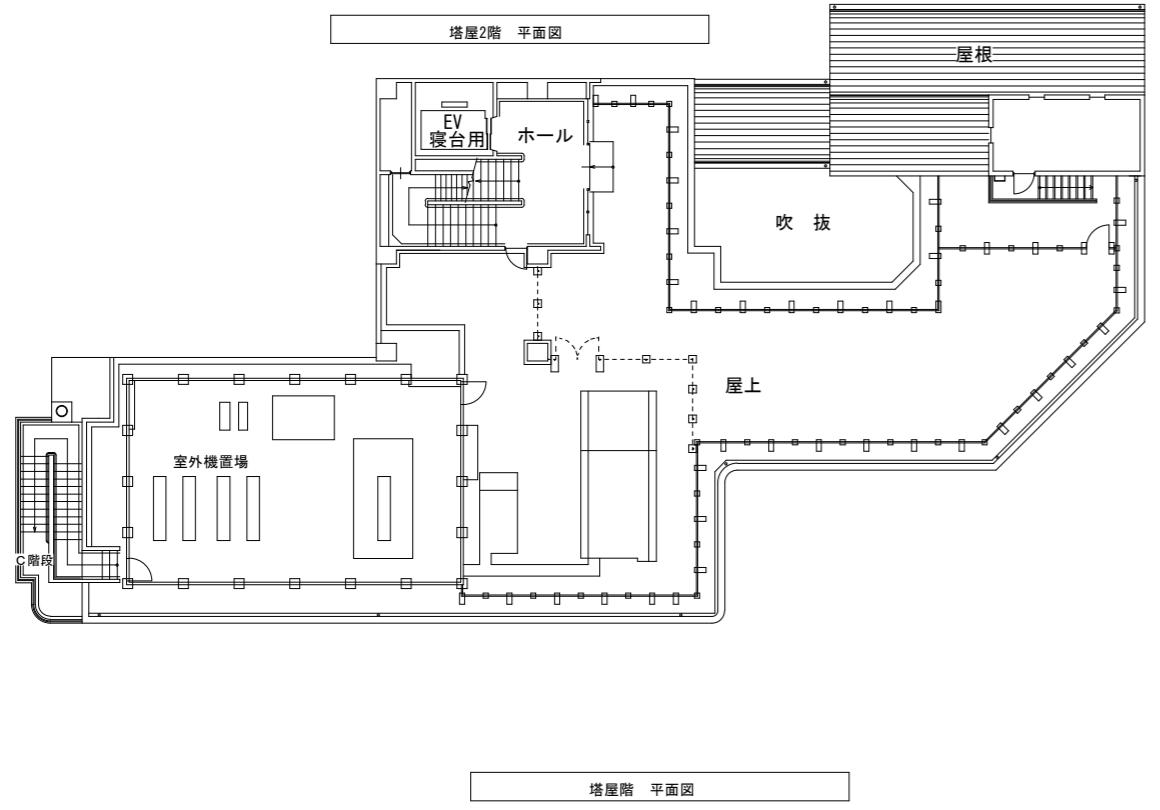 塔屋2階　平面図
屋根
EV
寝台用
ホール
吹　抜
屋上
室外機置場
C階段
塔屋階　平面図